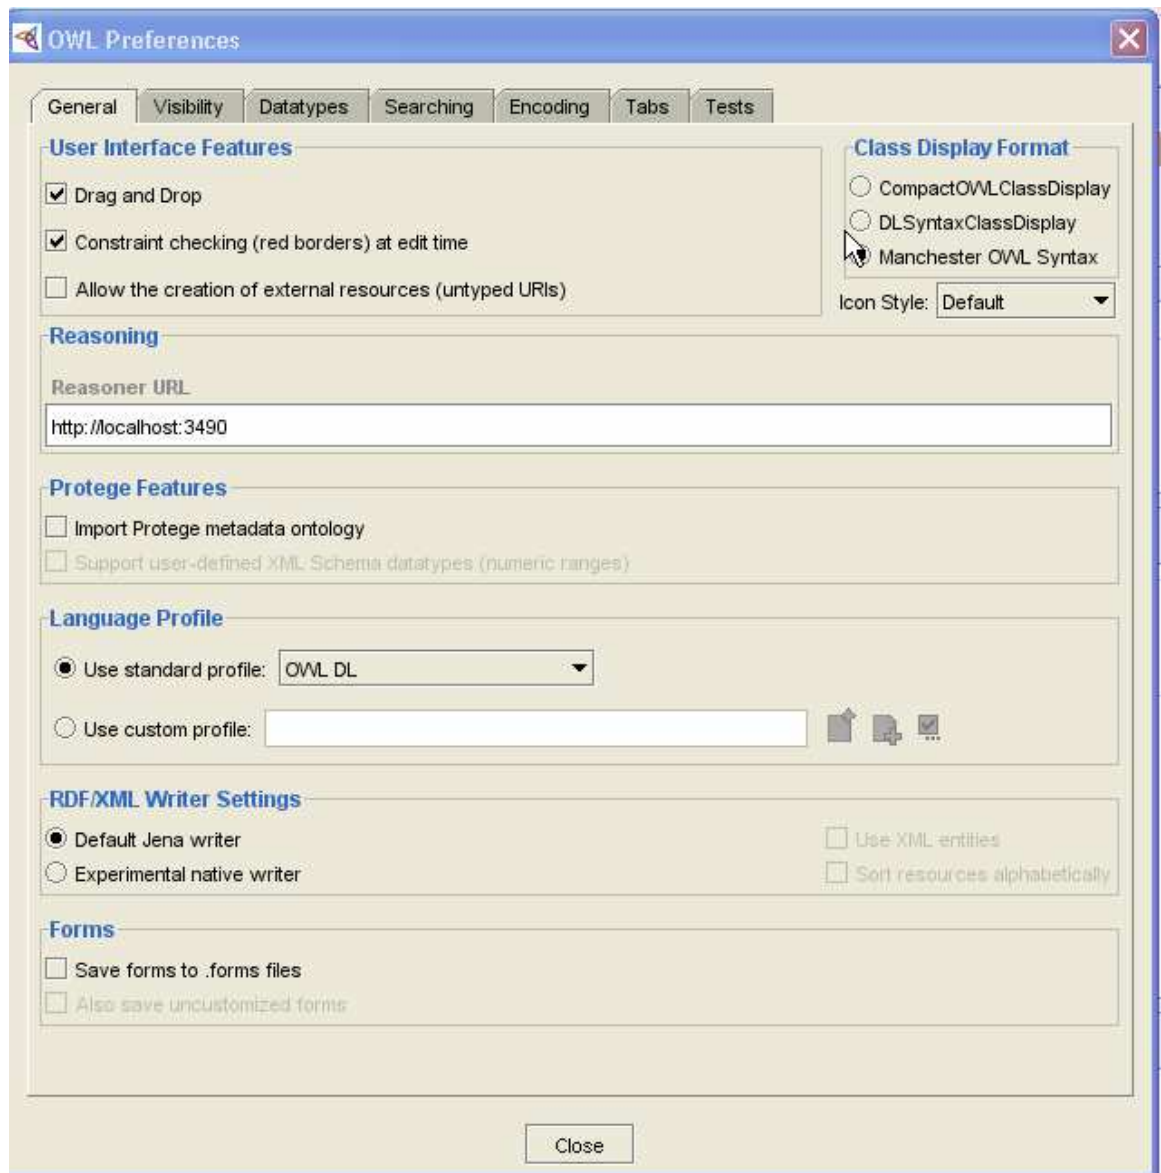 OWL Preferences
General Visibility Datatypes Searching Encoding Tabs Tests
User Interface Features
Drag and Drop
Constraint checking (red borders) at edit time
Allow the creation of external resources (untyped URIs)
Class Display Format
CompactOWLClassDisplay
DLSyntaxClassDisplay
Manchester OWL Syntax
Icon Style: Default
Reasoning
Reasoner URL
http://localhost:3490
Protege Features
Import Protege metadata ontology
Support user-defined XML Schema datatypes (numeric ranges)
Language Profile
Use standard profile: OWL DL
Use custom profile:
RDF/XML Writer Settings
Default Jena writer
Experimental native writer
Use XML entities
Sort resources alphabetically
Forms
Save forms to .forms files
Also save uncustomized forms
Close